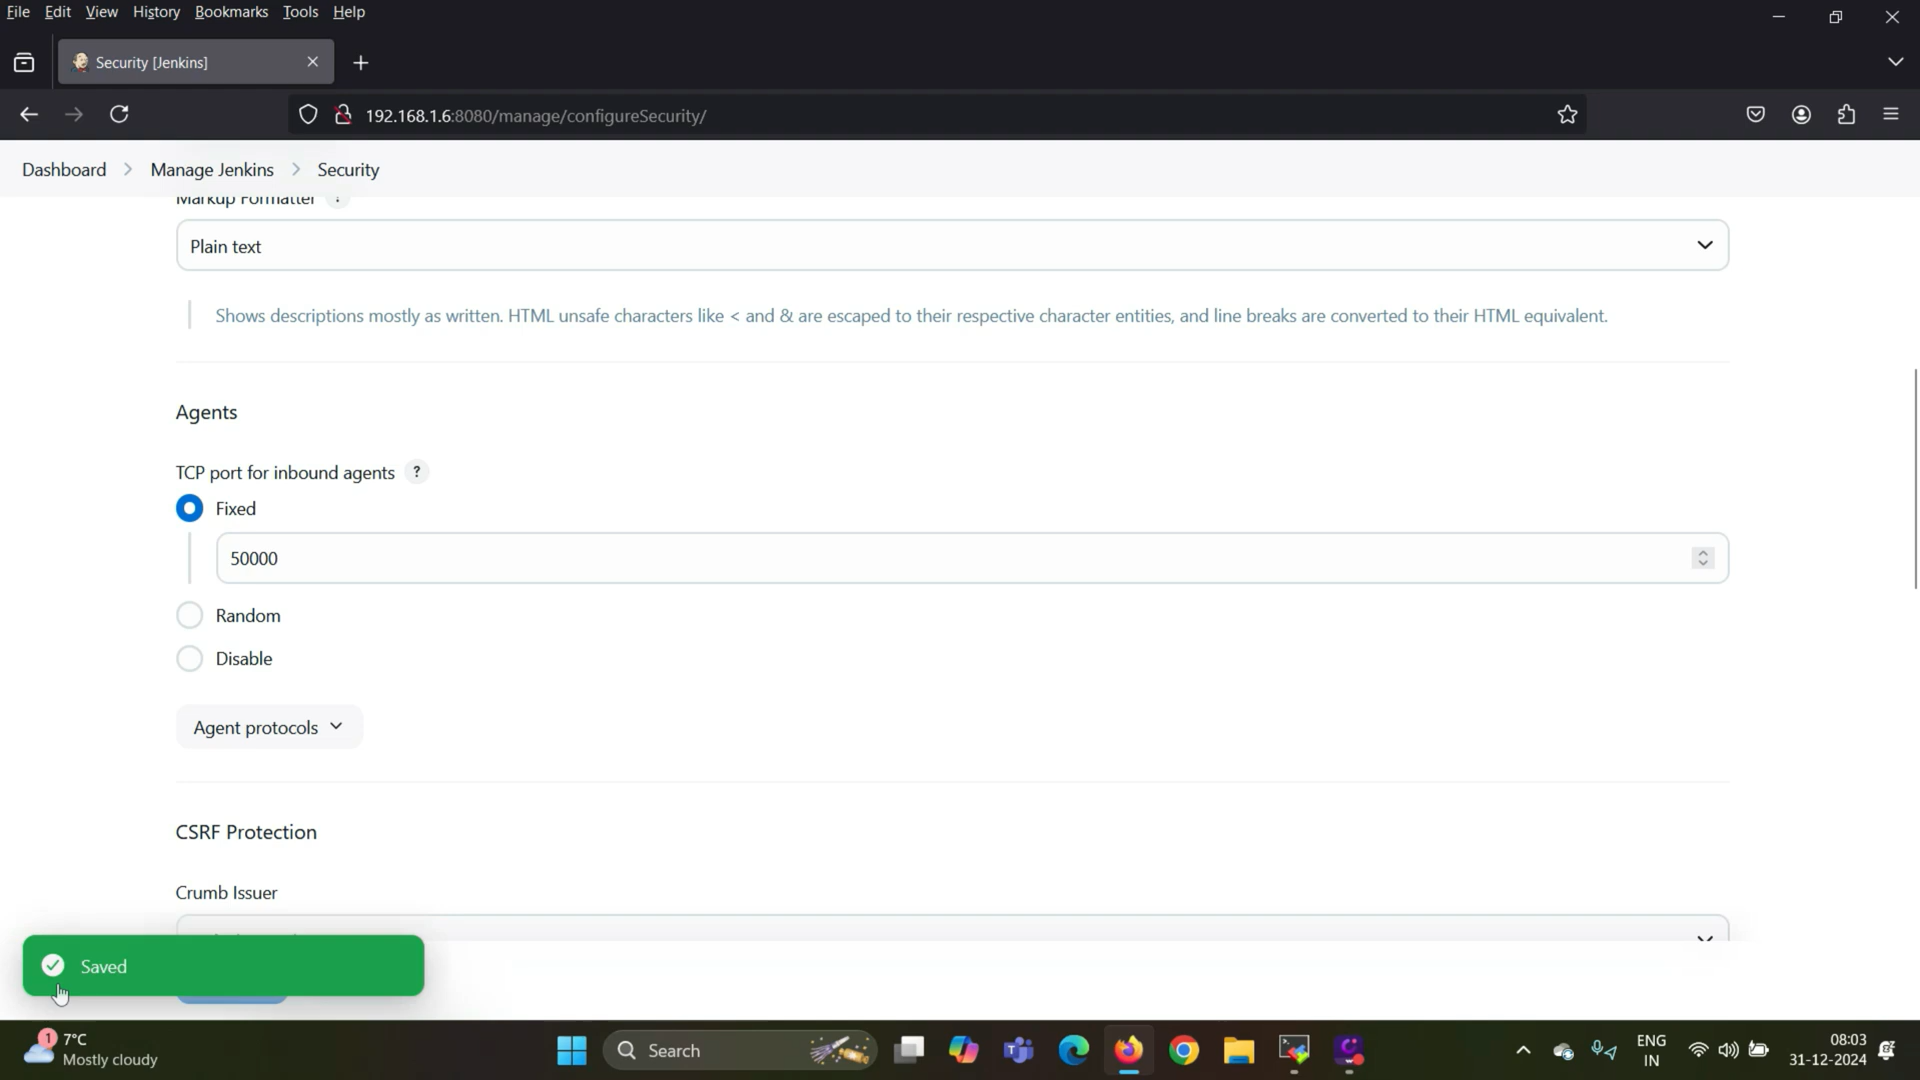 File Edit View History Bookmarks Tools Help
Security [Jenkins]
192.168.1.6:8080/manage/configureSecurity/
Dashboard > Manage Jenkins > Security
Markup Formatter ?
Plain text
Shows descriptions mostly as written. HTML unsafe characters like < and & are escaped to their respective character entities, and line breaks are converted to their HTML equivalent.
Agents
TCP port for inbound agents ?
Fixed
50000
Random
Disable
Agent protocols
CSRF Protection
Crumb Issuer
Saved
1
7°C
Mostly cloudy
Search
ENG
IN
08:03
31-12-2024